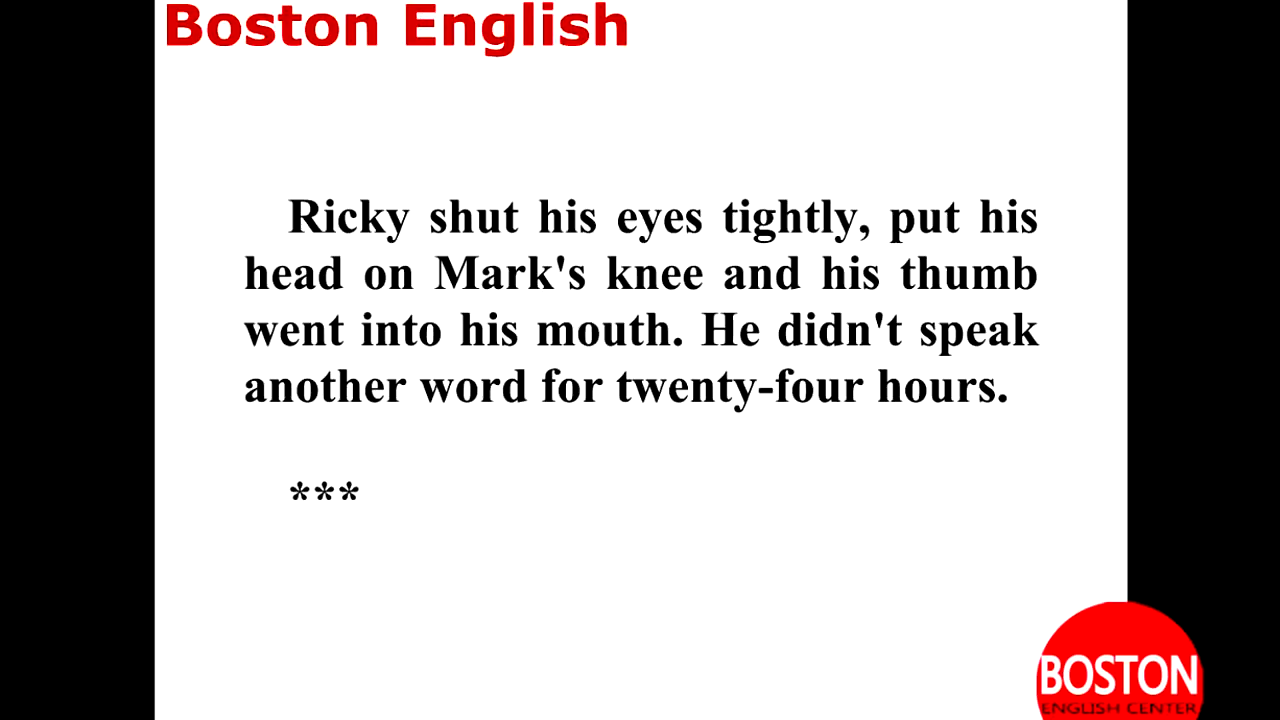 Boston English
Ricky shut his eyes tightly, put his
head on Mark's knee and his thumb
went into his mouth. He didn't speak
another word for twenty-four hours.
***
BOSTON
ENGLISH CENTER